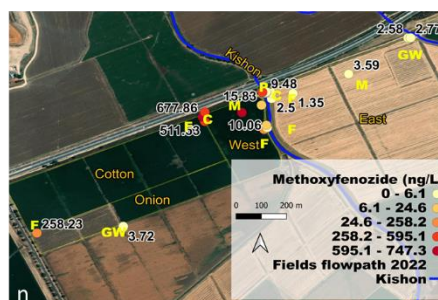 2.58 2.77
GW
Kishon
3.59
M
9.48
15.83
1.35
2.5
677.86
M
C
F
511.53
10.06
F
F
West
East
Cotton
Onion
F 258.23
GW
3.72
Methoxyfenozide (ng/L
0 - 6.1
6.1 - 24.6
24.6 - 258.2
258.2 - 595.1
595.1 - 747.3
Fields flowpath 2022
Kishon
0 100 200 m
n